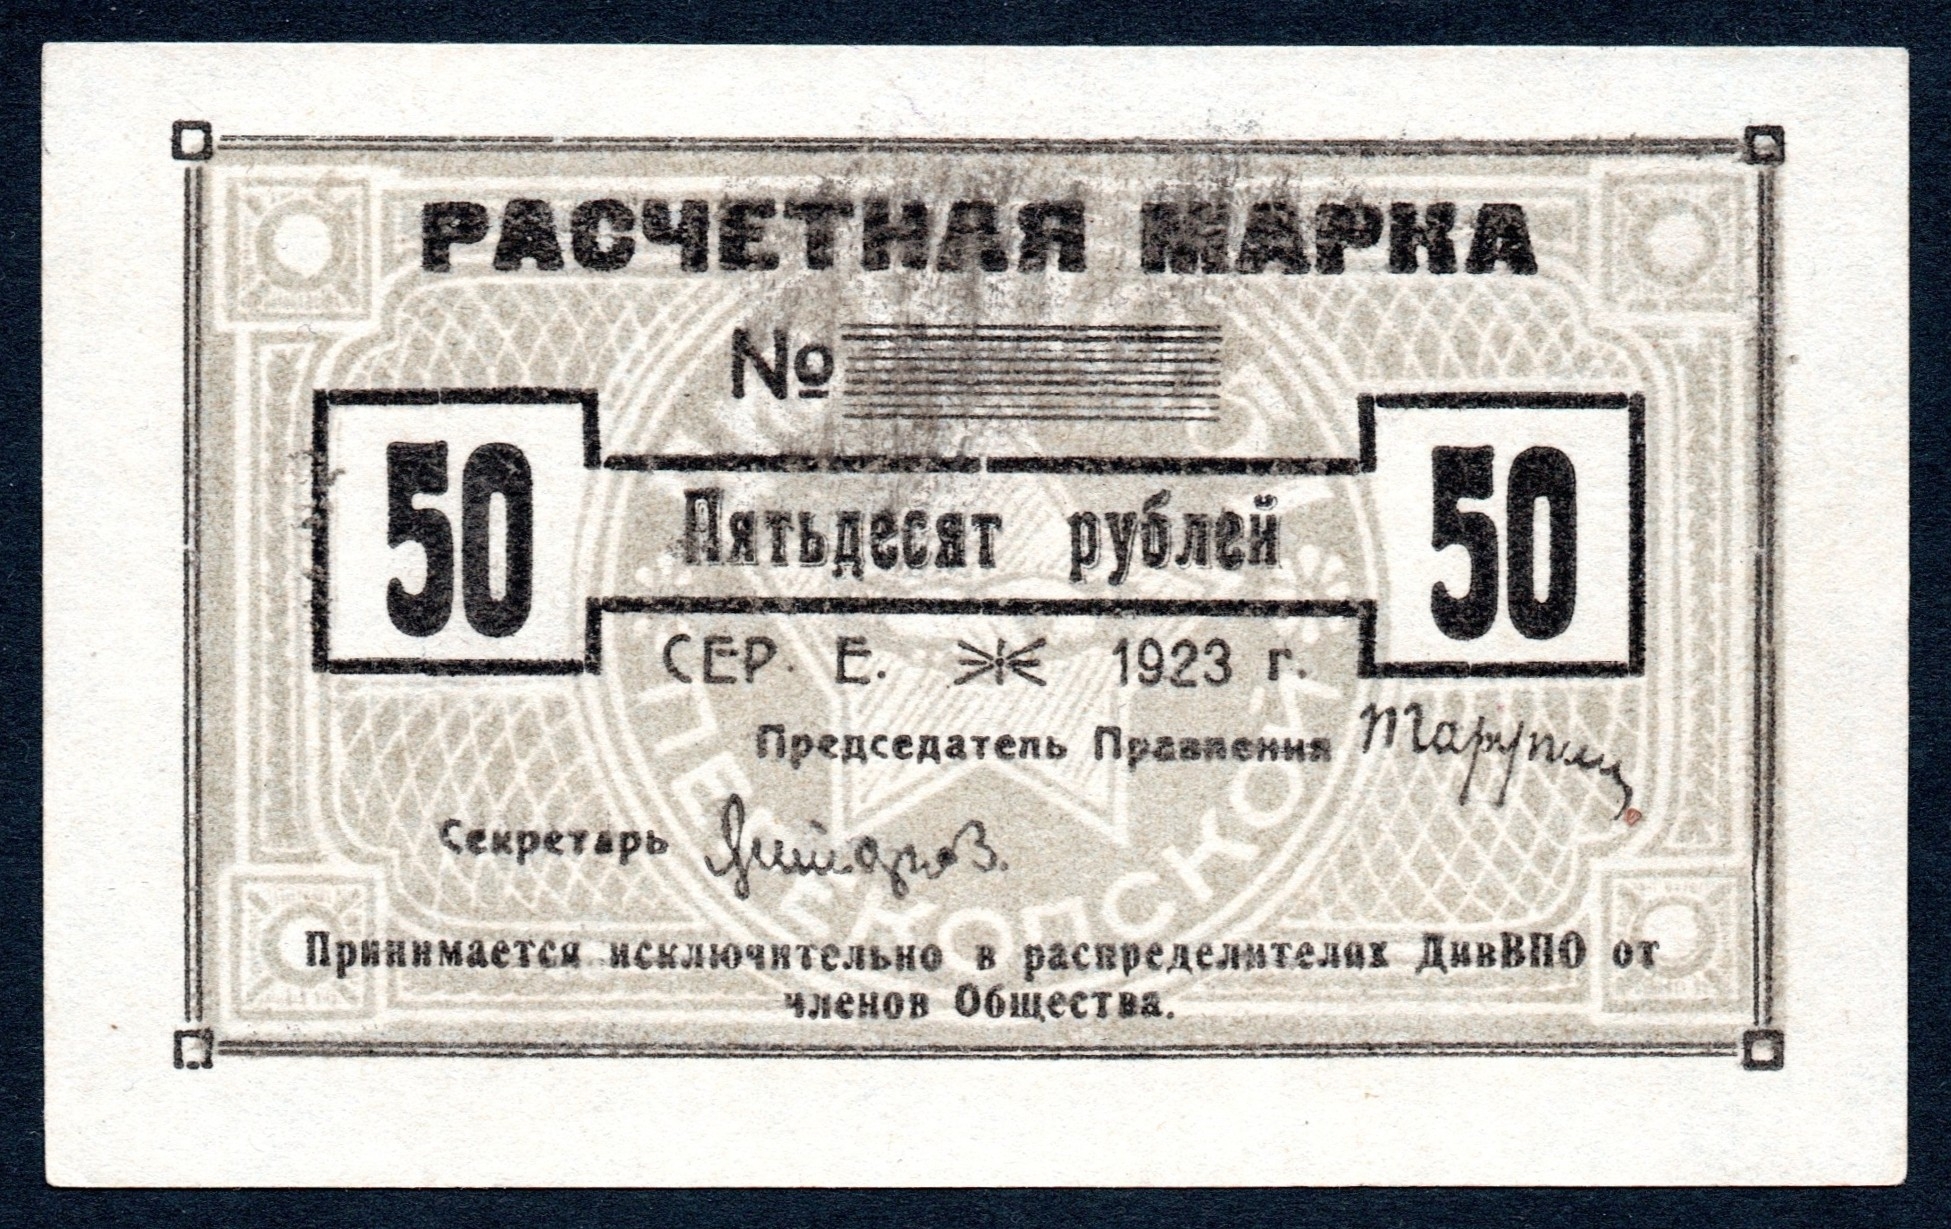 РАСЧЕТНАЯ МАРКА
№
50 Пятьдесят рублей 50
СЕР. Е. 1923 г.
Председатель Правления
Секретарь
ПЕРЕКОПСКОЙ
Принимается исключительно в распределителях ДивВПО от
членов Общества.